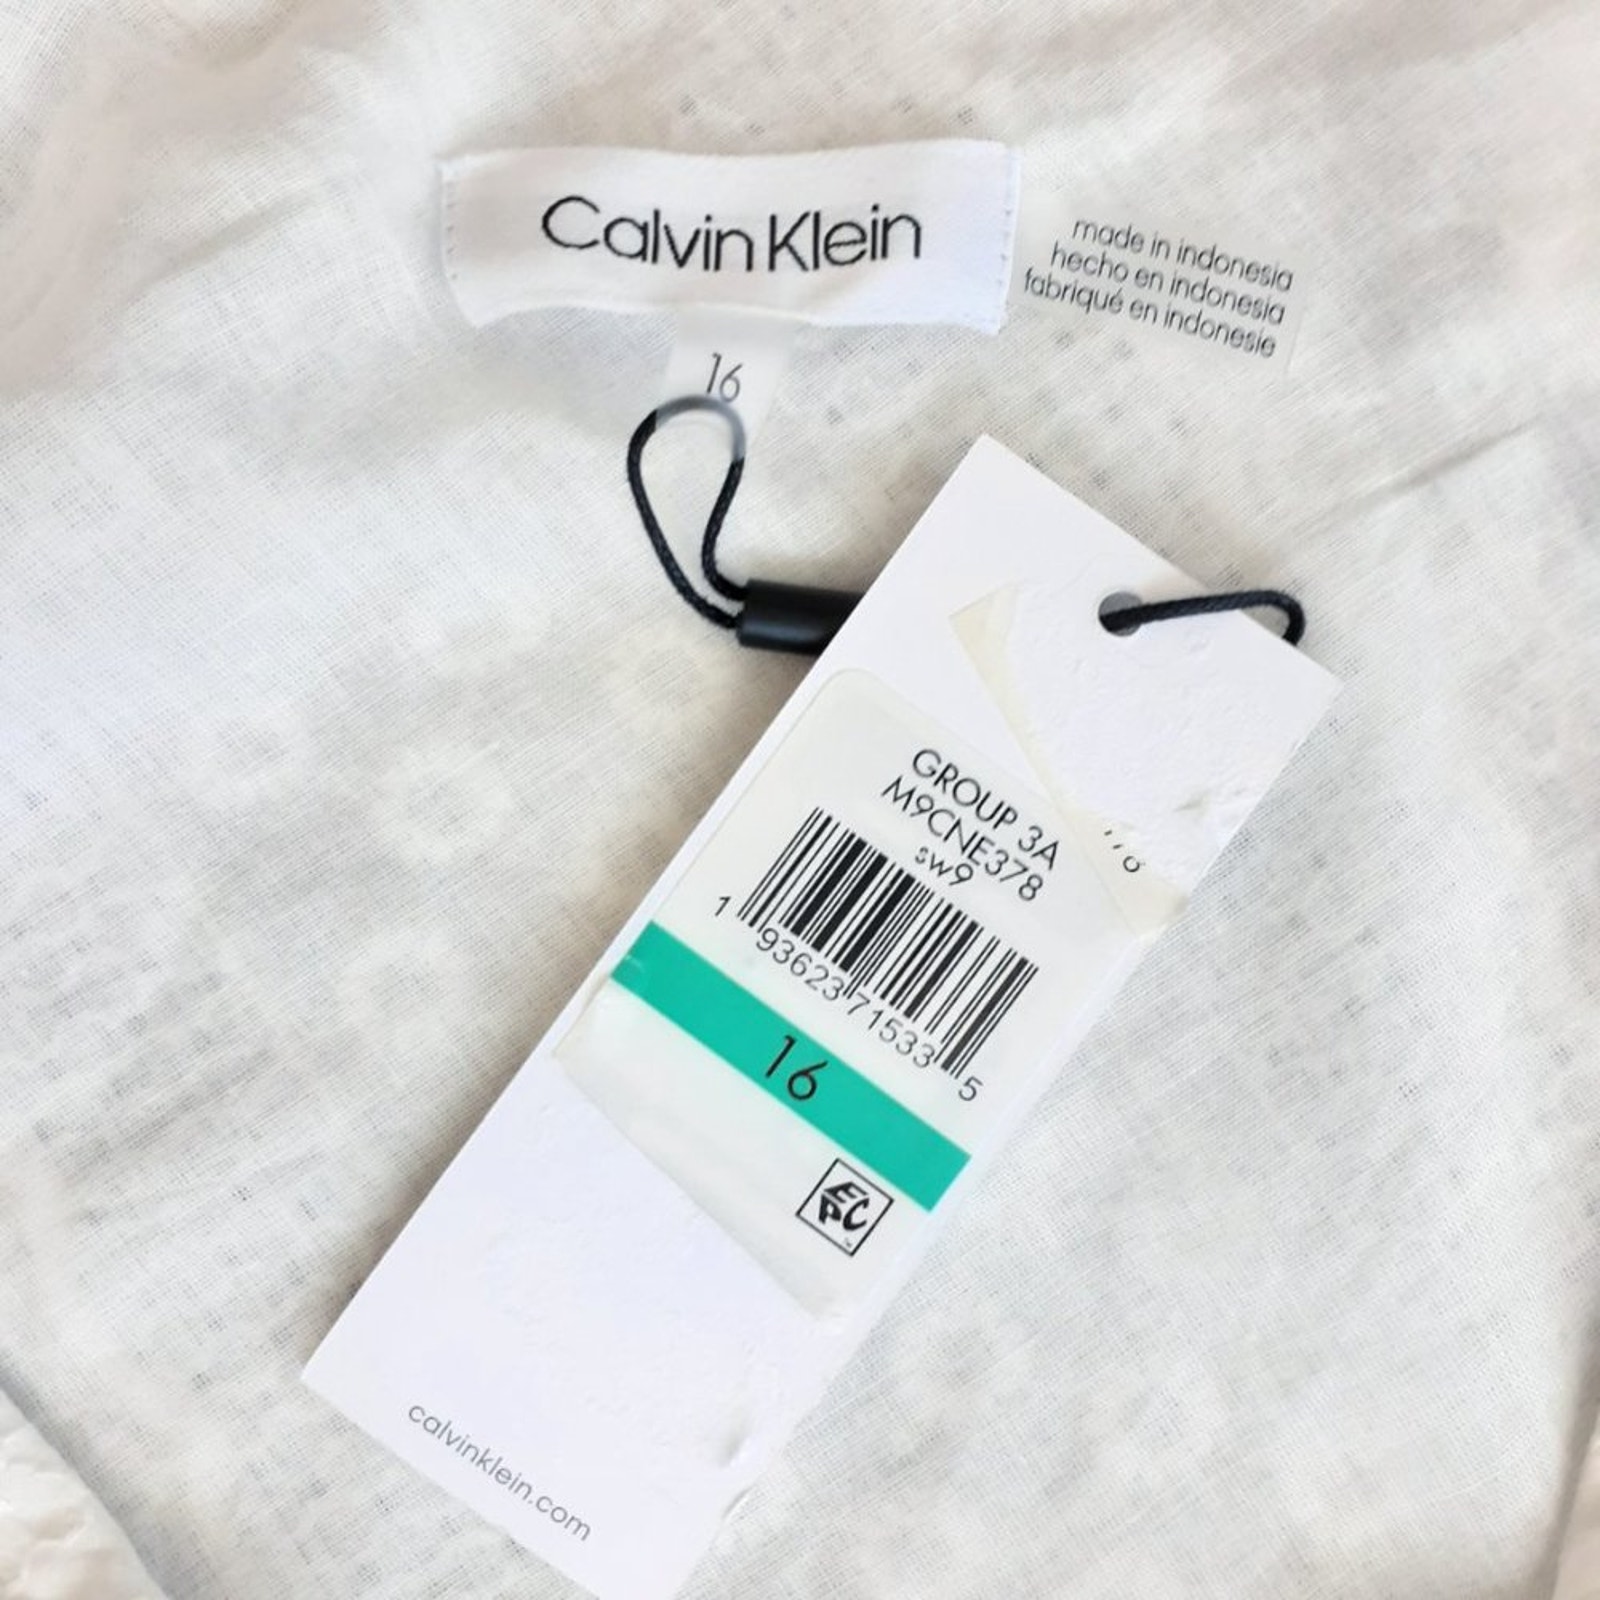 Calvin Klein
made in indonesia
hecho en indonesia
fabriqué en indonesie
16
GROUP 3A
M9CNE378
sw9
1 93623 71533 5
16
EPC
calvinklein.com